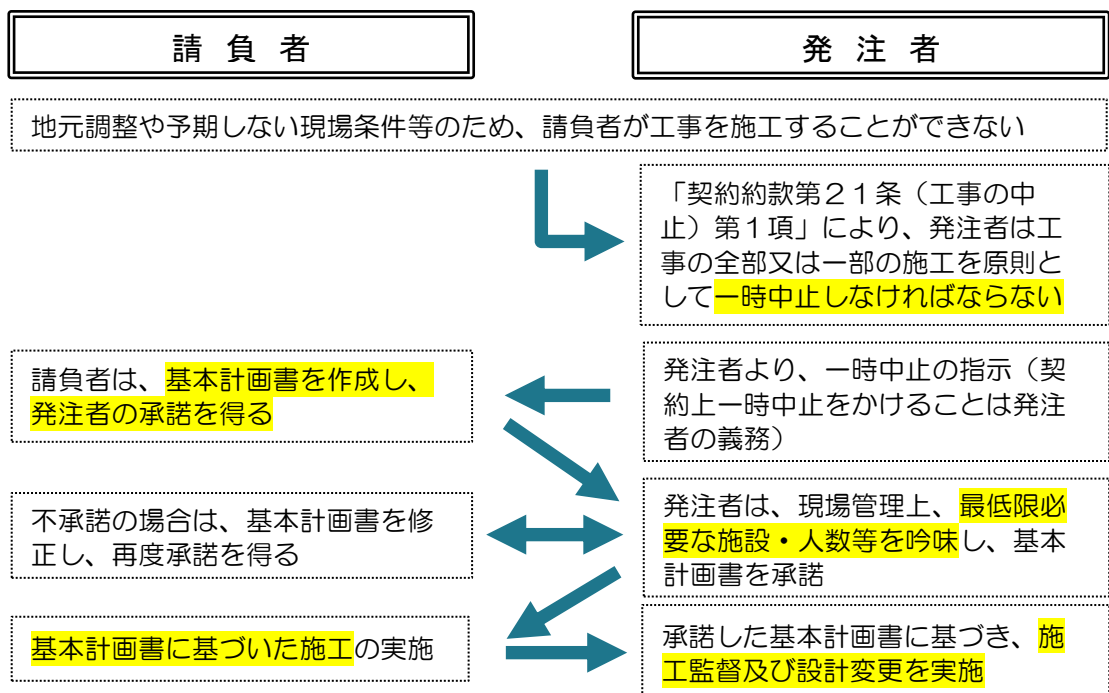 請負者
発注者
地元調整や予期しない現場条件等のため、請負者が工事を施工することができない
「契約約款第２１条（工事の中
止）第１項」により、発注者は工
事の全部又は一部の施工を原則と
して一時中止しなければならない
請負者は、基本計画書を作成し、
発注者の承諾を得る
発注者より、一時中止の指示（契
約上一時中止をかけることは発注
者の義務）
不承諾の場合は、基本計画書を修
正し、再度承諾を得る
発注者は、現場管理上、最低限必
要な施設・人数等を吟味し、基本
計画書を承諾
基本計画書に基づいた施工の実施
承諾した基本計画書に基づき、施
工監督及び設計変更を実施